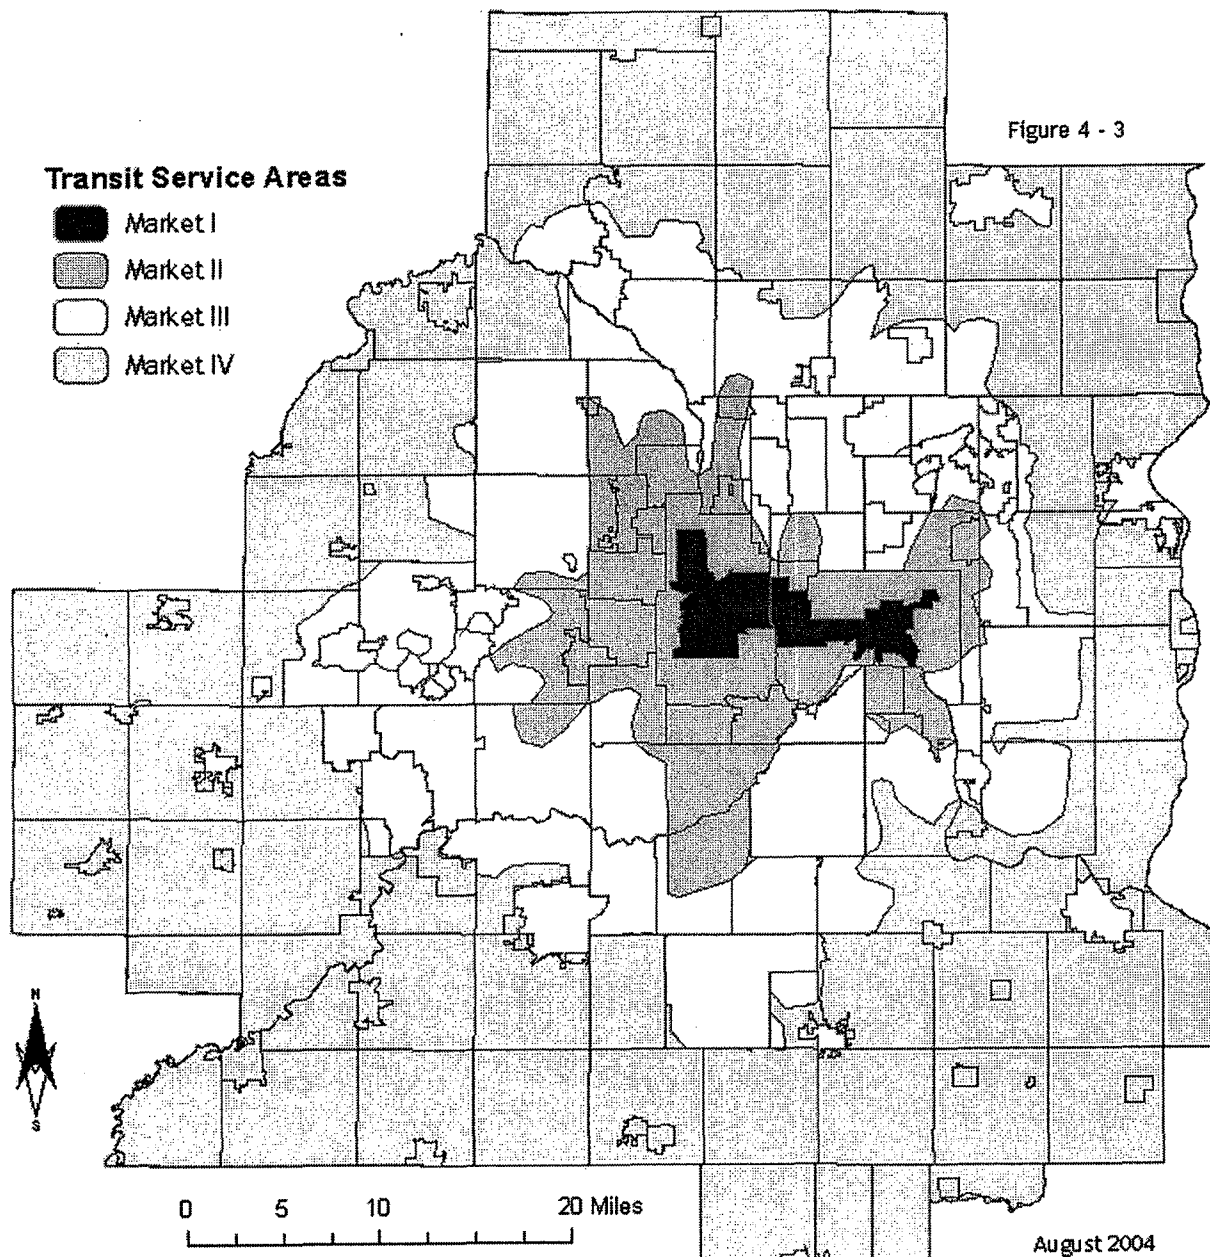 Figure 4 - 3
Transit Service Areas
Market I
Market II
Market III
Market IV
N
S
0 5 10 20 Miles
August 2004